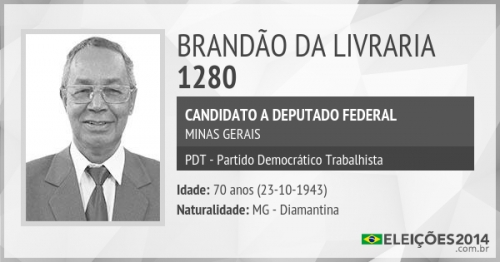 BRANDÃO DA LIVRARIA
1280
CANDIDATO A DEPUTADO FEDERAL
MINAS GERAIS
PDT - Partido Democrático Trabalhista
Idade: 70 anos (23-10-1943)
Naturalidade: MG - Diamantina
ELEIÇÕES2014
.com.br